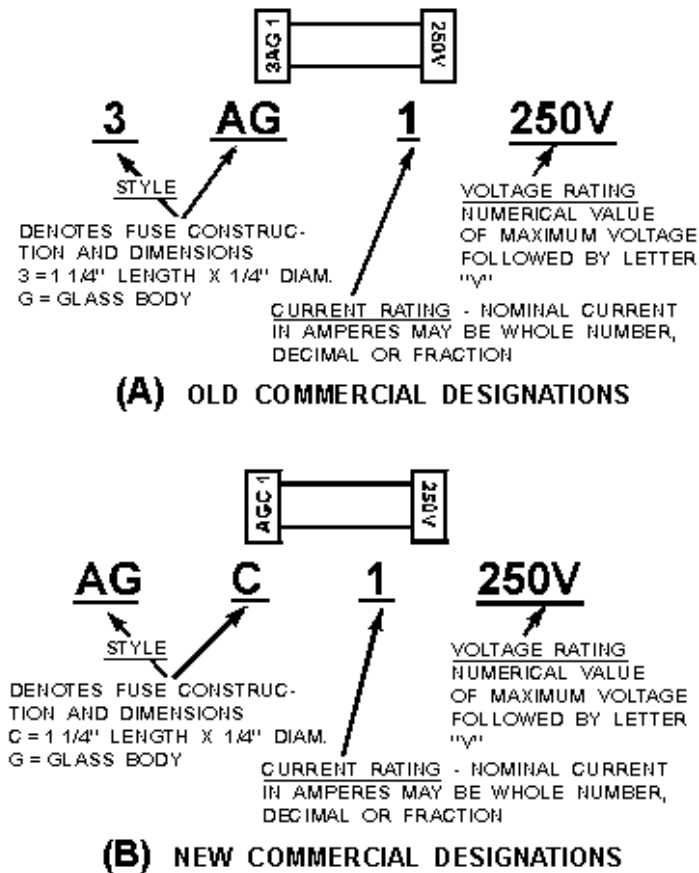 3AG 1 250V
3 AG 1 250V
STYLE
DENOTES FUSE CONSTRUC-
TION AND DIMENSIONS
3 = 1 1/4" LENGTH X 1/4" DIAM.
G = GLASS BODY
VOLTAGE RATING
NUMERICAL VALUE
OF MAXIMUM VOLTAGE
FOLLOWED BY LETTER
"V"
CURRENT RATING - NOMINAL CURRENT
IN AMPERES MAY BE WHOLE NUMBER,
DECIMAL OR FRACTION
(A) OLD COMMERCIAL DESIGNATIONS
AGC 1 250V
AG C 1 250V
STYLE
DENOTES FUSE CONSTRUC-
TION AND DIMENSIONS
C = 1 1/4" LENGTH X 1/4" DIAM.
G = GLASS BODY
VOLTAGE RATING
NUMERICAL VALUE
OF MAXIMUM VOLTAGE
FOLLOWED BY LETTER
"V"
CURRENT RATING - NOMINAL CURRENT
IN AMPERES MAY BE WHOLE NUMBER,
DECIMAL OR FRACTION
(B) NEW COMMERCIAL DESIGNATIONS